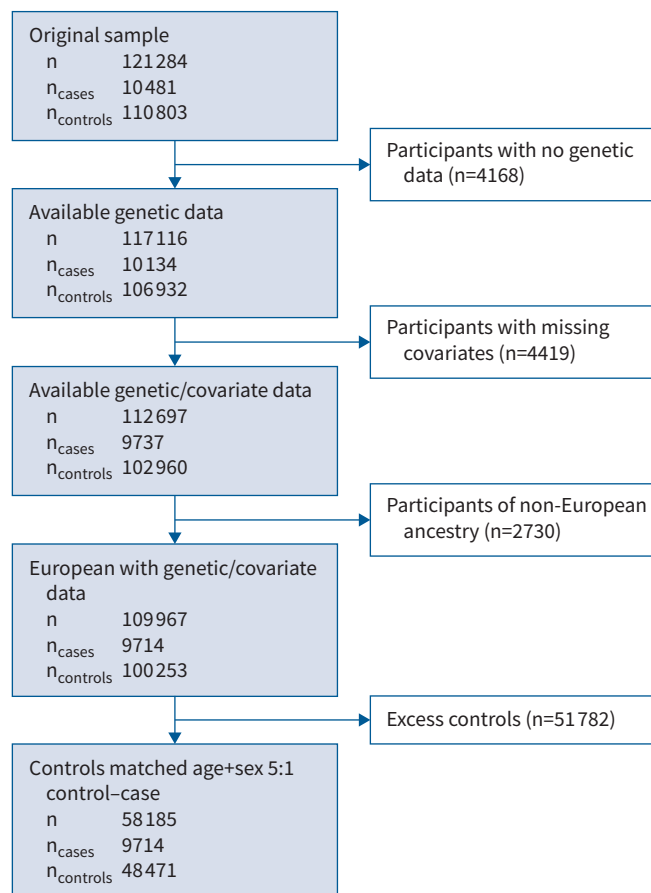 Original sample
n 121284
ncases 10481
ncontrols 110803
Participants with no genetic
data (n=4168)
Available genetic data
n 117116
ncases 10134
ncontrols 106932
Participants with missing
covariates (n=4419)
Available genetic/covariate data
n 112697
ncases 9737
ncontrols 102960
Participants of non-European
ancestry (n=2730)
European with genetic/covariate
data
n 109967
ncases 9714
ncontrols 100253
Excess controls (n=51782)
Controls matched age+sex 5:1
control–case
n 58185
ncases 9714
ncontrols 48471